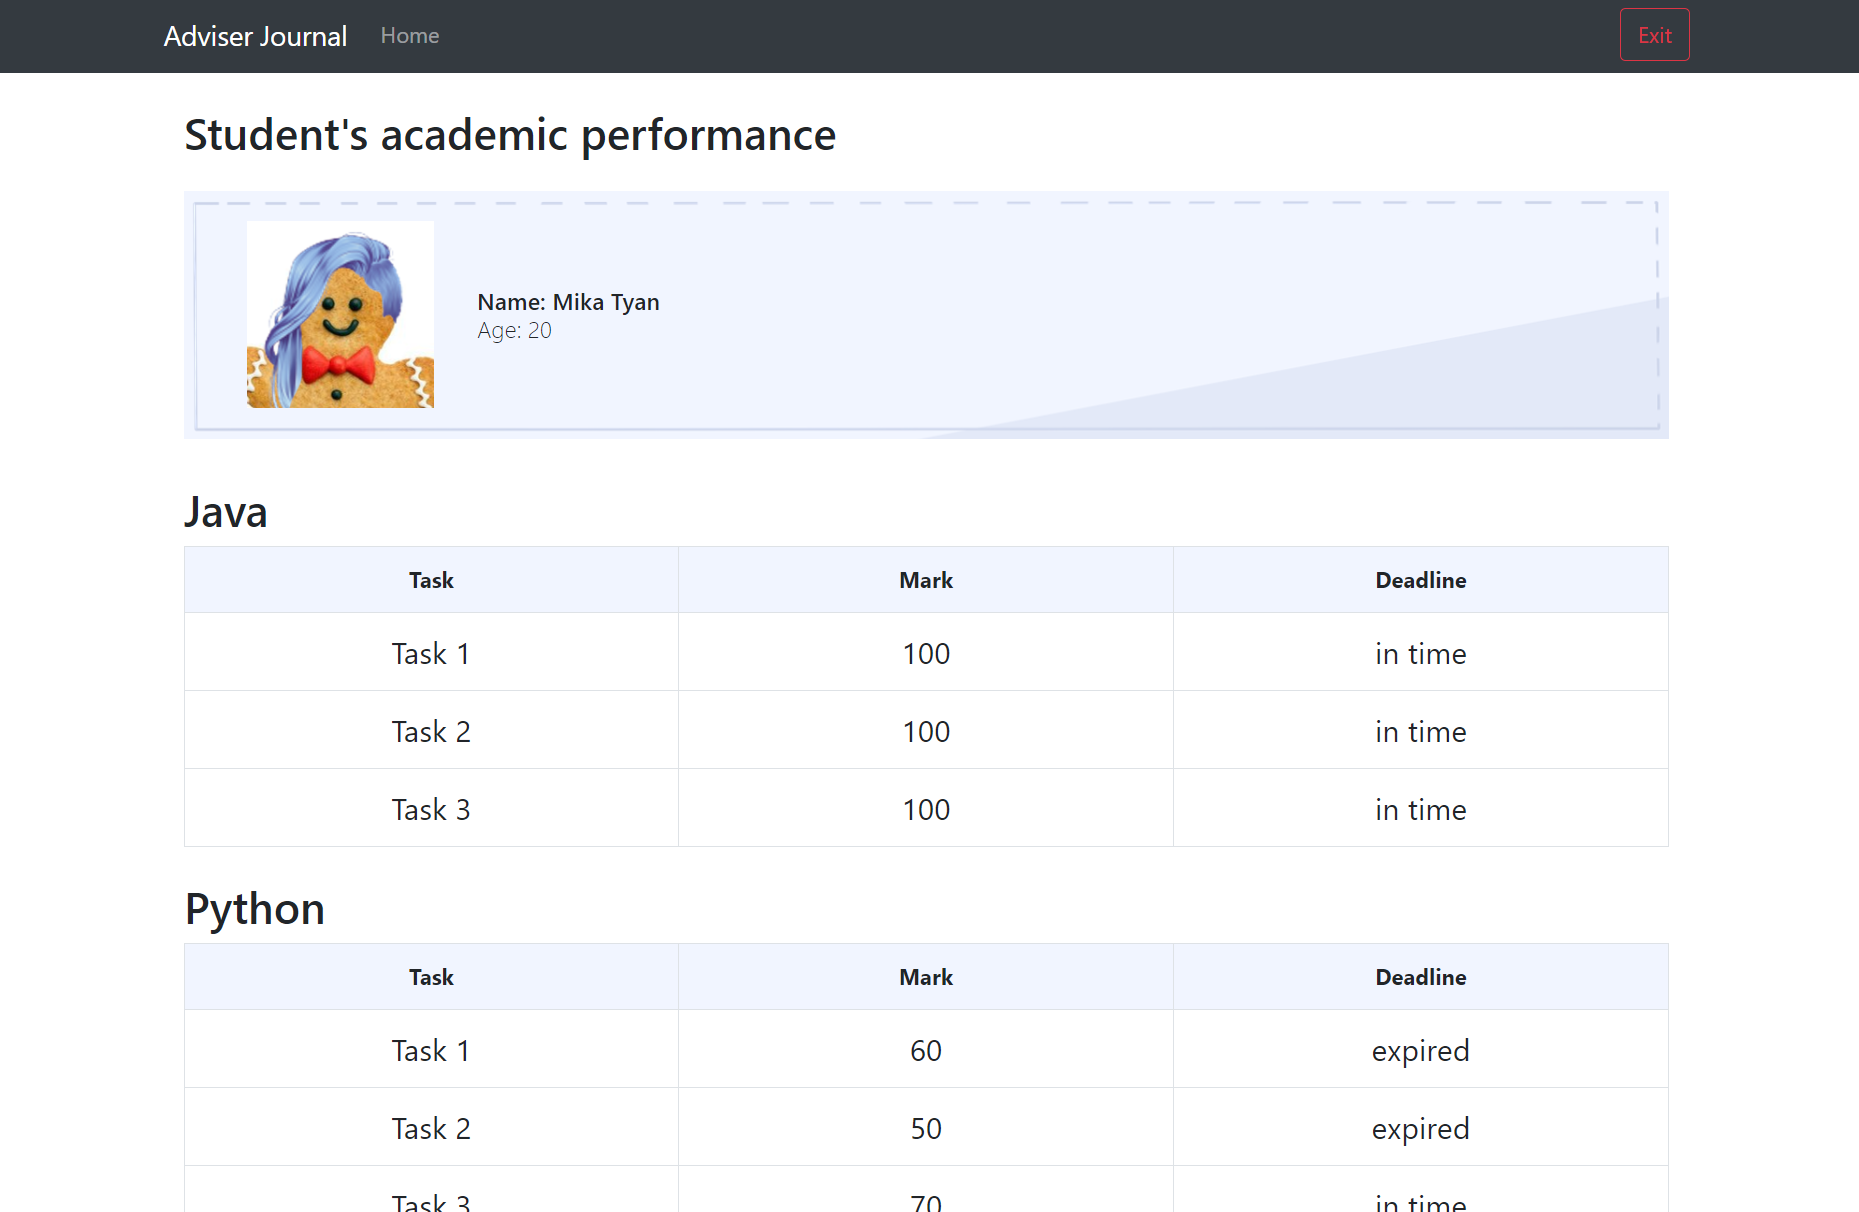 Adviser Journal Home Exit
Student's academic performance
Name: Mika Tyan
Age: 20
Java
Task Mark Deadline
Task 1 100 in time
Task 2 100 in time
Task 3 100 in time
Python
Task Mark Deadline
Task 1 60 expired
Task 2 50 expired
Task 3 70 in time